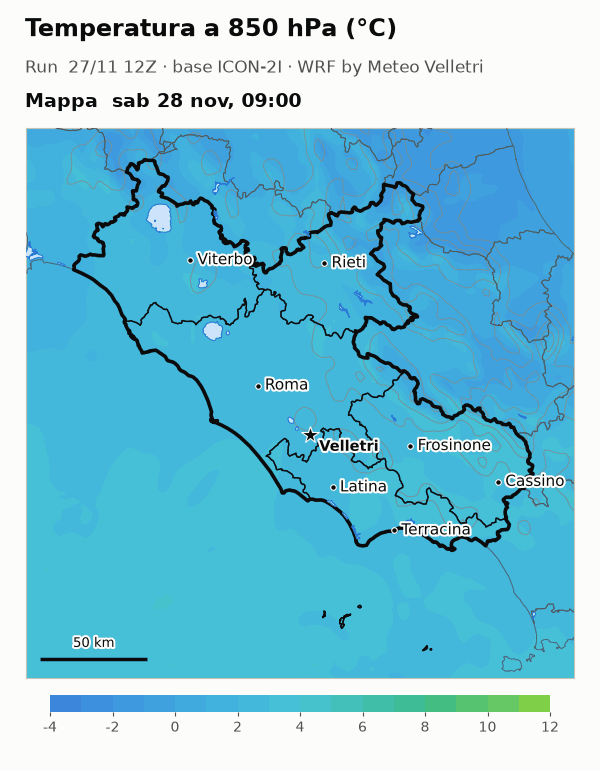 Temperatura a 850 hPa (°C)
Run 27/11 12Z · base ICON-2I · WRF by Meteo Velletri
Mappa sab 28 nov, 09:00
Viterbo
Rieti
Roma
Velletri
Frosinone
Cassino
Latina
Terracina
50 km
-4 -2 0 2 4 6 8 10 12